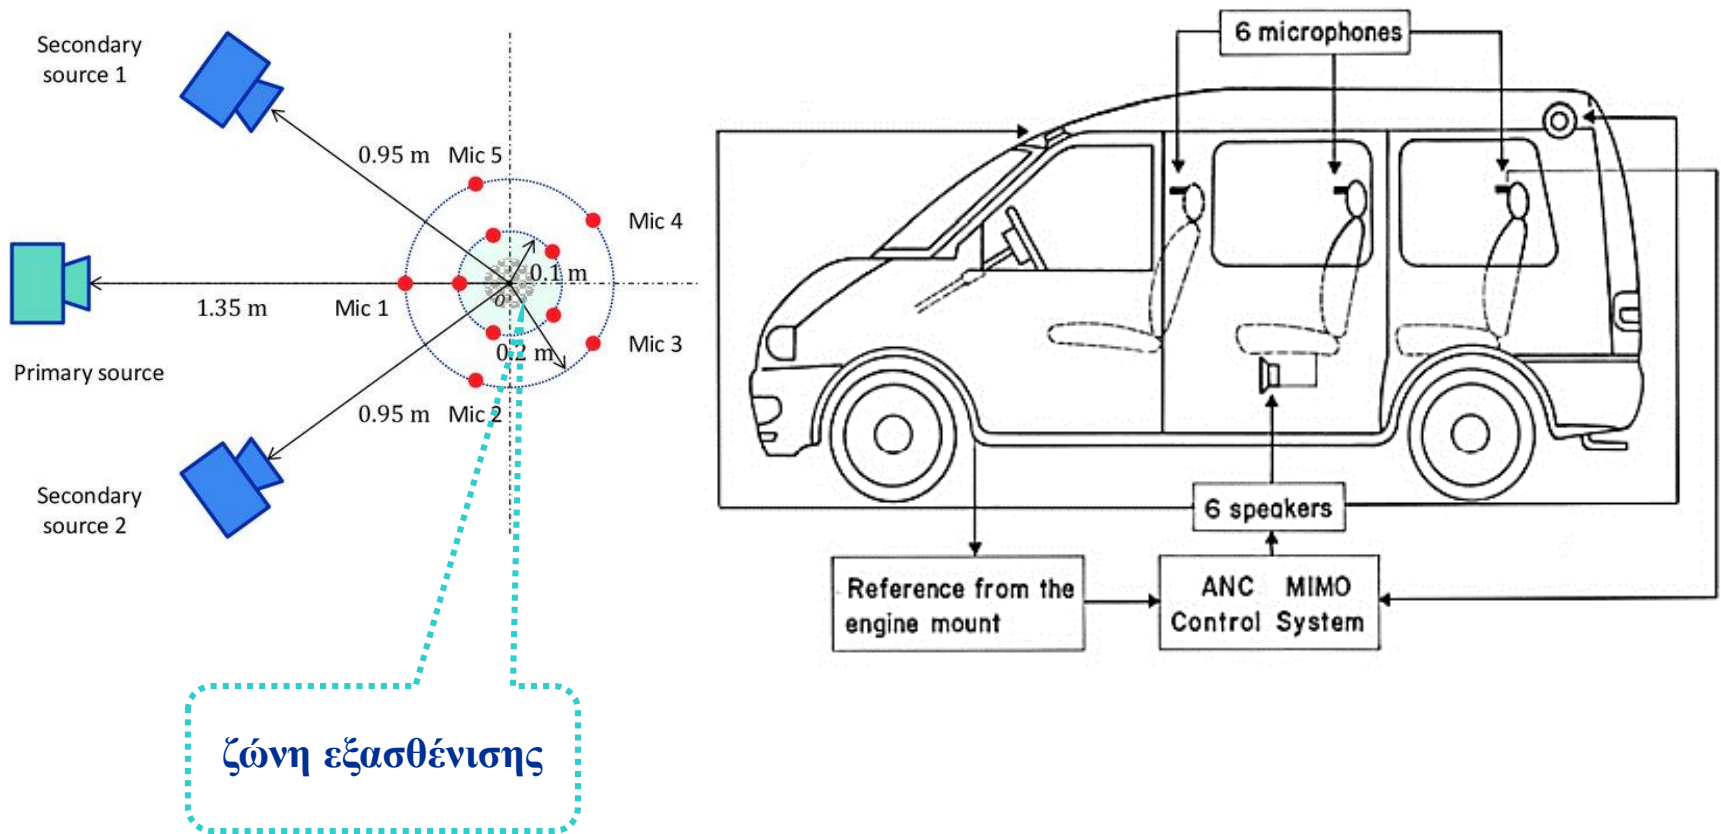 Secondary
source 1
0.95 m
Mic 5
Mic 4
0.1 m
o
1.35 m
Mic 1
0.2 m
Mic 3
Primary source
0.95 m
Mic 2
Secondary
source 2
ζώνη εξασθένισης
6 microphones
6 speakers
Reference from the
engine mount
ANC MIMO
Control System